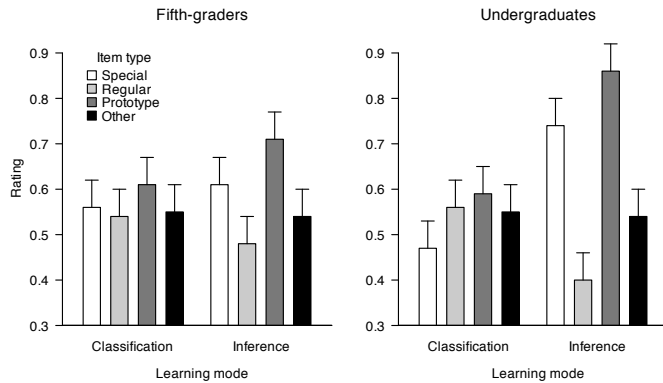 Fifth-graders
Undergraduates
Item type
Special
Regular
Prototype
Other
Rating
0.9
0.8
0.7
0.6
0.5
0.4
0.3
Classification
Inference
Learning mode
0.9
0.8
0.7
0.6
0.5
0.4
0.3
Classification
Inference
Learning mode